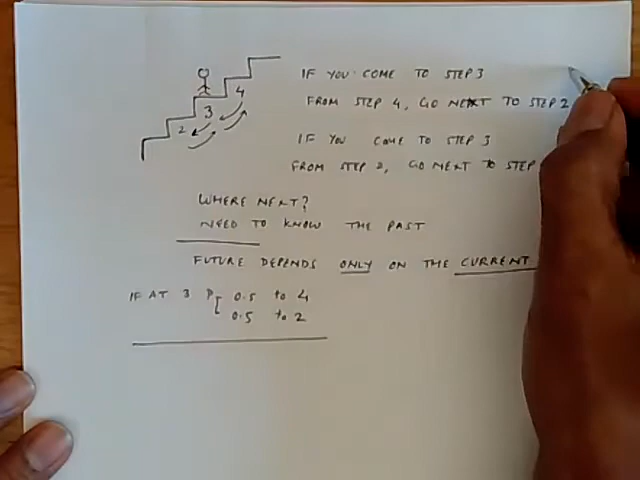 4
3
2
IF YOU COME TO STEP 3
FROM STEP 4, GO NEXT TO STEP 2
IF YOU COME TO STEP 3
FROM STEP 2, GO NEXT TO STEP
WHERE NEXT?
NEED TO KNOW THE PAST
FUTURE DEPENDS ONLY ON THE CURRENT
IF AT 3 P 0.5 to 4
0.5 to 2